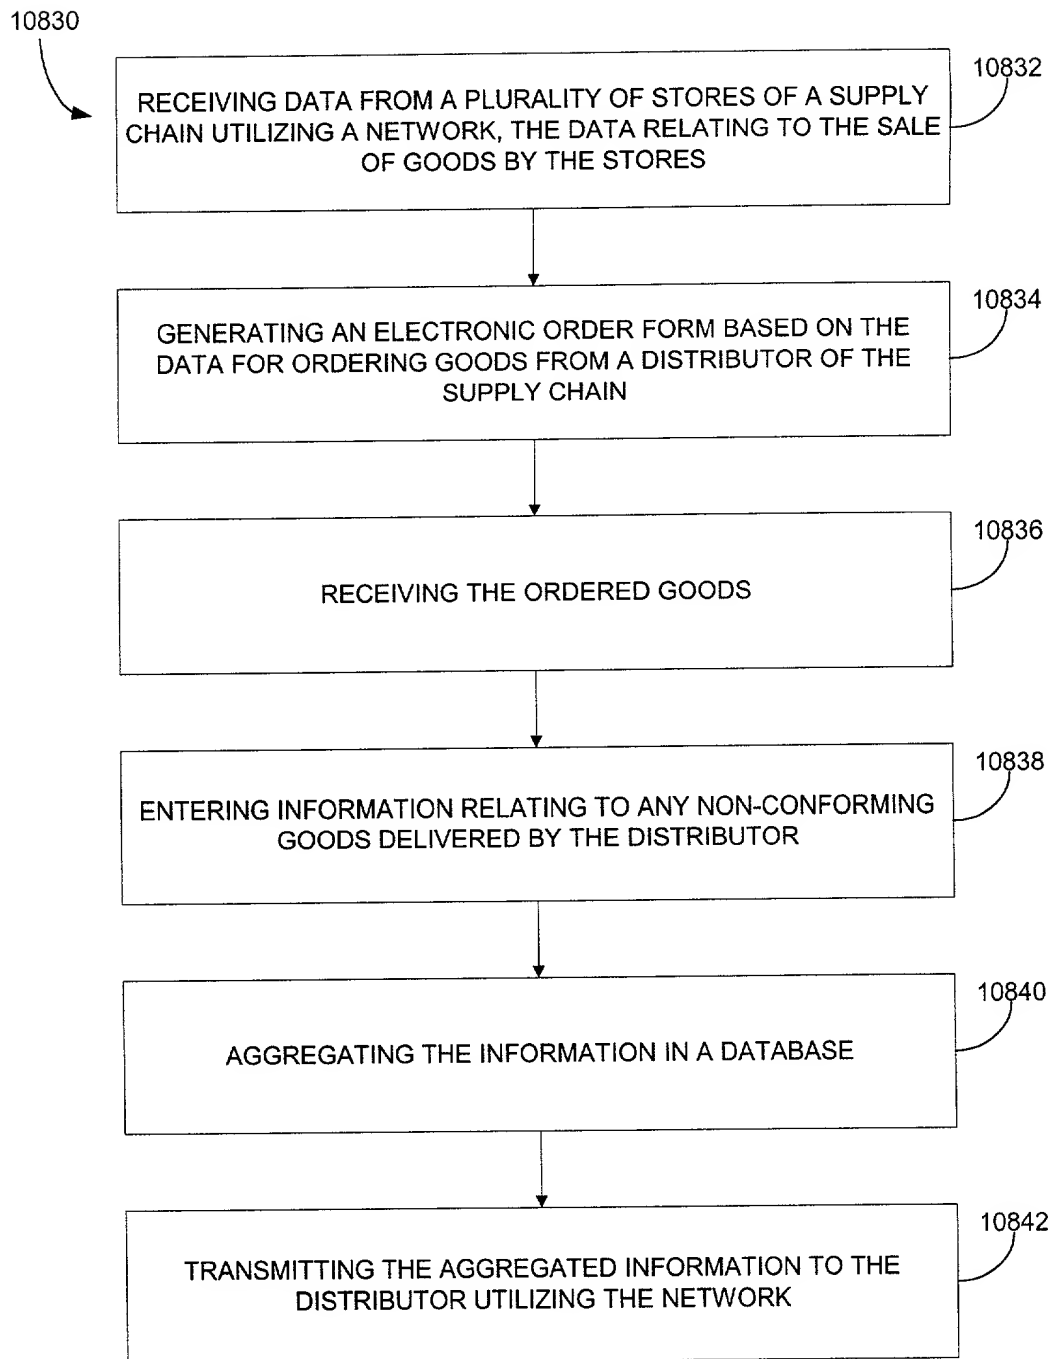 10830
10832
RECEIVING DATA FROM A PLURALITY OF STORES OF A SUPPLY
CHAIN UTILIZING A NETWORK, THE DATA RELATING TO THE SALE
OF GOODS BY THE STORES
10834
GENERATING AN ELECTRONIC ORDER FORM BASED ON THE
DATA FOR ORDERING GOODS FROM A DISTRIBUTOR OF THE
SUPPLY CHAIN
10836
RECEIVING THE ORDERED GOODS
10838
ENTERING INFORMATION RELATING TO ANY NON-CONFORMING
GOODS DELIVERED BY THE DISTRIBUTOR
10840
AGGREGATING THE INFORMATION IN A DATABASE
10842
TRANSMITTING THE AGGREGATED INFORMATION TO THE
DISTRIBUTOR UTILIZING THE NETWORK